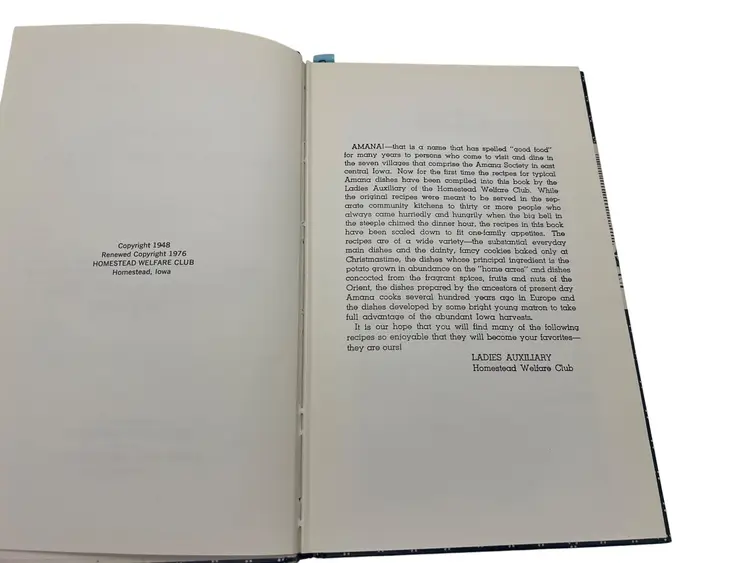 Copyright 1948
Renewed Copyright 1976
HOMESTEAD WELFARE CLUB
Homestead, Iowa
AMANA!—that is a name that has spelled "good food"
for many years to persons who come to visit and dine in
the seven villages that comprise the Amana Society in east
central Iowa. Now for the first time the recipes for typical
Amana dishes have been compiled into this book by the
Ladies Auxiliary of the Homestead Welfare Club. While
the original recipes were meant to be served in the sep-
arate community kitchens to thirty or more people who
always came hurriedly and hungrily when the big bell in
the steeple chimed the dinner hour, the recipes in this book
have been scaled down to fit one-family appetites. The
recipes are of a wide variety—the substantial everyday
main dishes and the dainty, fancy cookies baked only at
Christmastime, the dishes whose principal ingredient is the
potato grown in abundance on the "home acres" and dishes
concocted from the fragrant spices, fruits and nuts of the
Orient, the dishes prepared by the ancestors of present day
Amana cooks several hundred years ago in Europe and
the dishes developed by some bright young matron to take
full advantage of the abundant Iowa harvests.
It is our hope that you will find many of the following
recipes so enjoyable that they will become your favorites—
they are ours!
LADIES AUXILIARY
Homestead Welfare Club